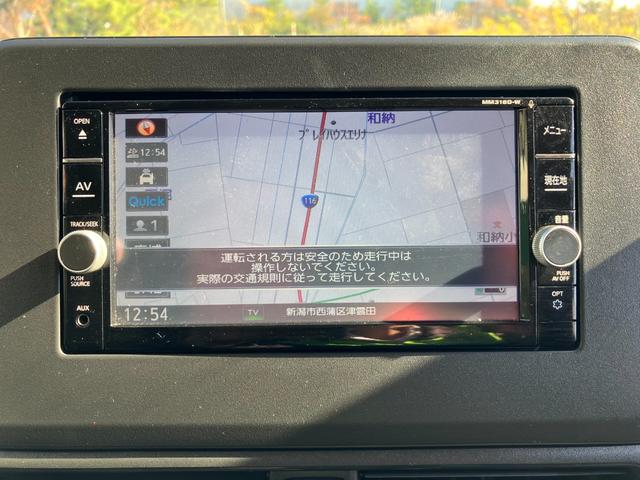 MM318D-W
OPEN
メニュー
和納
プレイハウスエリナ
12:54
AV
現在地
Quick
116
1
TRACK/SEEK
音量
和納小
運転される方は安全のため走行中は
操作しないでください。
実際の交通規則に従って走行してください。
PUSH
SOURCE
PUSH
AV OFF
AUX
OPT
12:54
TV
新潟市西蒲区津雲田